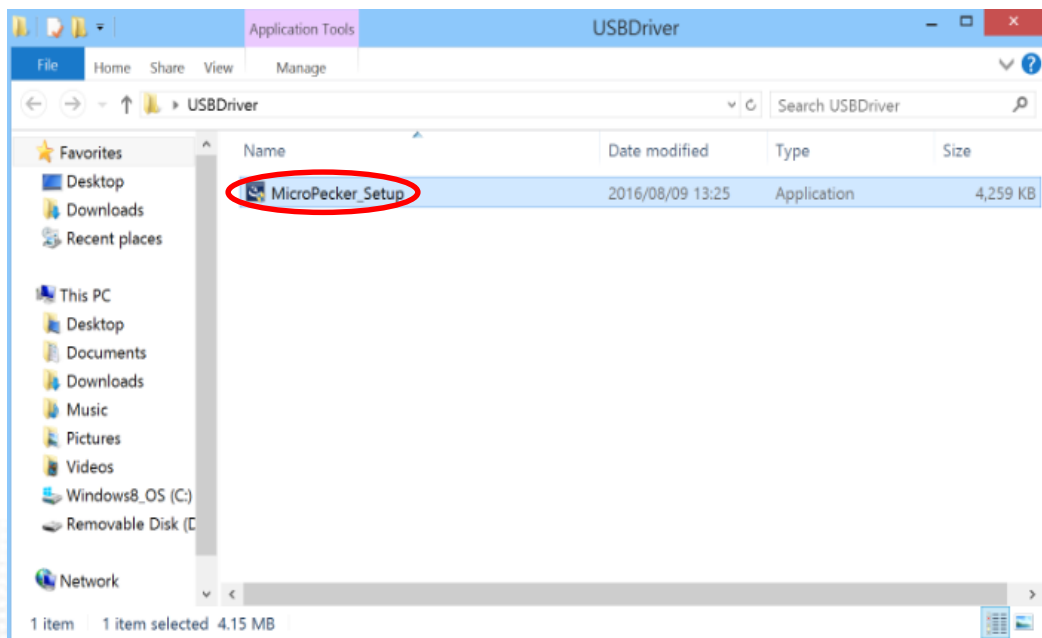 Application Tools USBDriver
File Home Share View Manage
USBDriver Search USBDriver
Name Date modified Type Size
MicroPecker_Setup 2016/08/09 13:25 Application 4,259 KB
Favorites
Desktop
Downloads
Recent places
This PC
Desktop
Documents
Downloads
Music
Pictures
Videos
Windows8_OS (C:)
Removable Disk (D
Network
1 item 1 item selected 4.15 MB